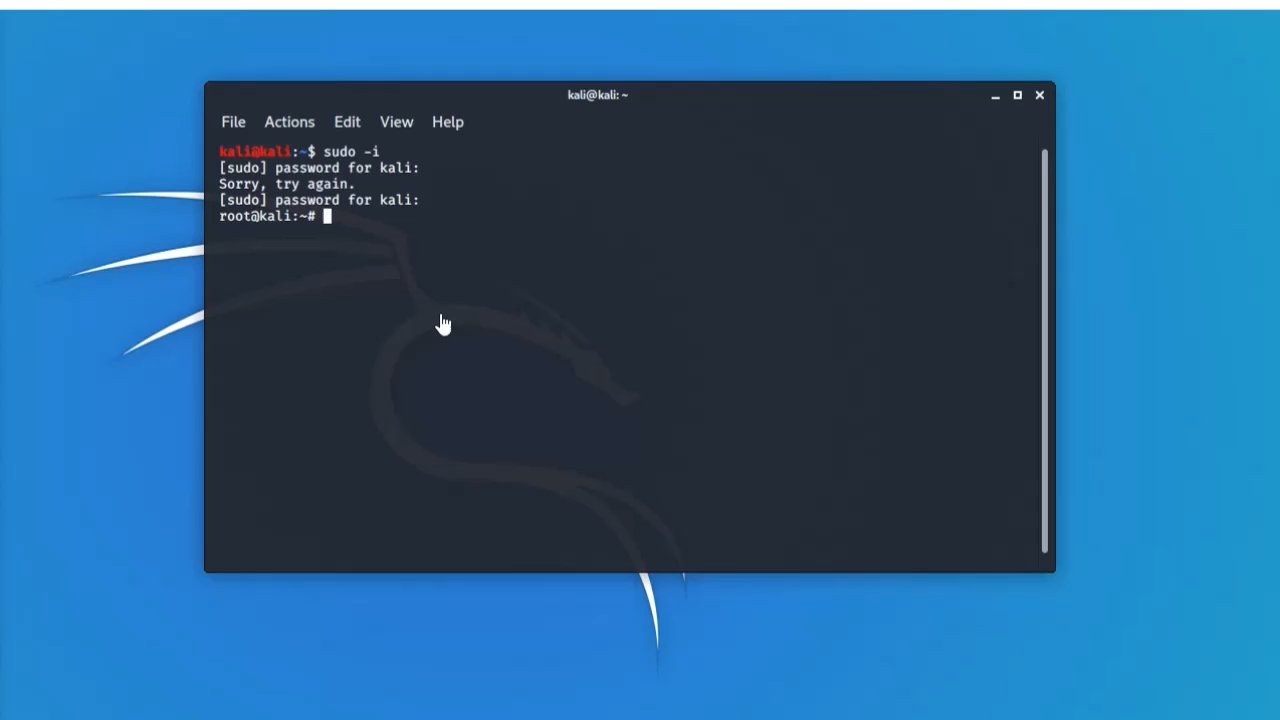 kali@kali: ~
File Actions Edit View Help
kali@kali:~$ sudo -i
[sudo] password for kali:
Sorry, try again.
[sudo] password for kali:
root@kali:~#